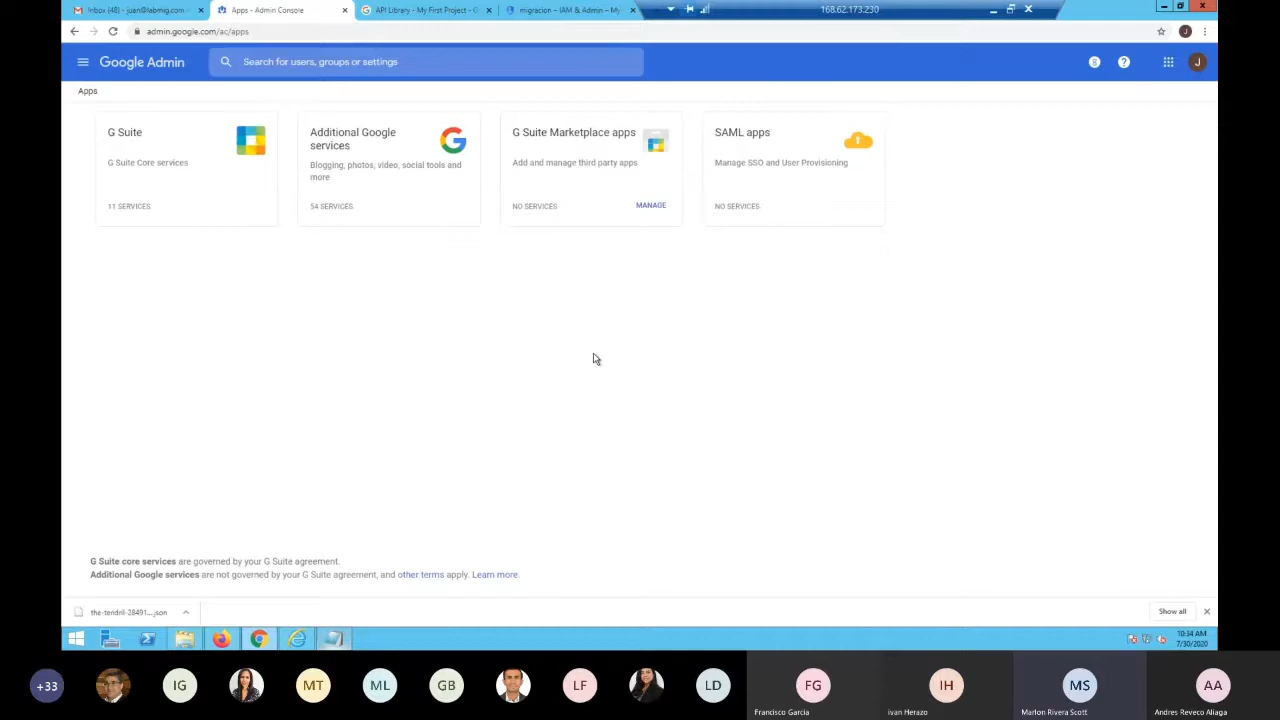 Inbox (48) - juan@labmig.com -
Apps - Admin Console
API Library - My First Project - G
migracion – IAM & Admin – My
168.62.173.230
admin.google.com/ac/apps
J
Google Admin
Search for users, groups or settings
8
?
J
Apps
G Suite
G Suite Core services
11 SERVICES
Additional Google
services
Blogging, photos, video, social tools and
more
54 SERVICES
G Suite Marketplace apps
Add and manage third party apps
NO SERVICES
MANAGE
SAML apps
Manage SSO and User Provisioning
NO SERVICES
G Suite core services are governed by your G Suite agreement.
Additional Google services are not governed by your G Suite agreement, and other terms apply. Learn more.
the-tendril-28491....json
Show all
10:34 AM
7/30/2020
+33
IG
MT
ML
GB
LF
LD
FG
IH
MS
AA
Francisco Garcia
ivan Herazo
Marlon Rivera Scott
Andres Reveco Aliaga